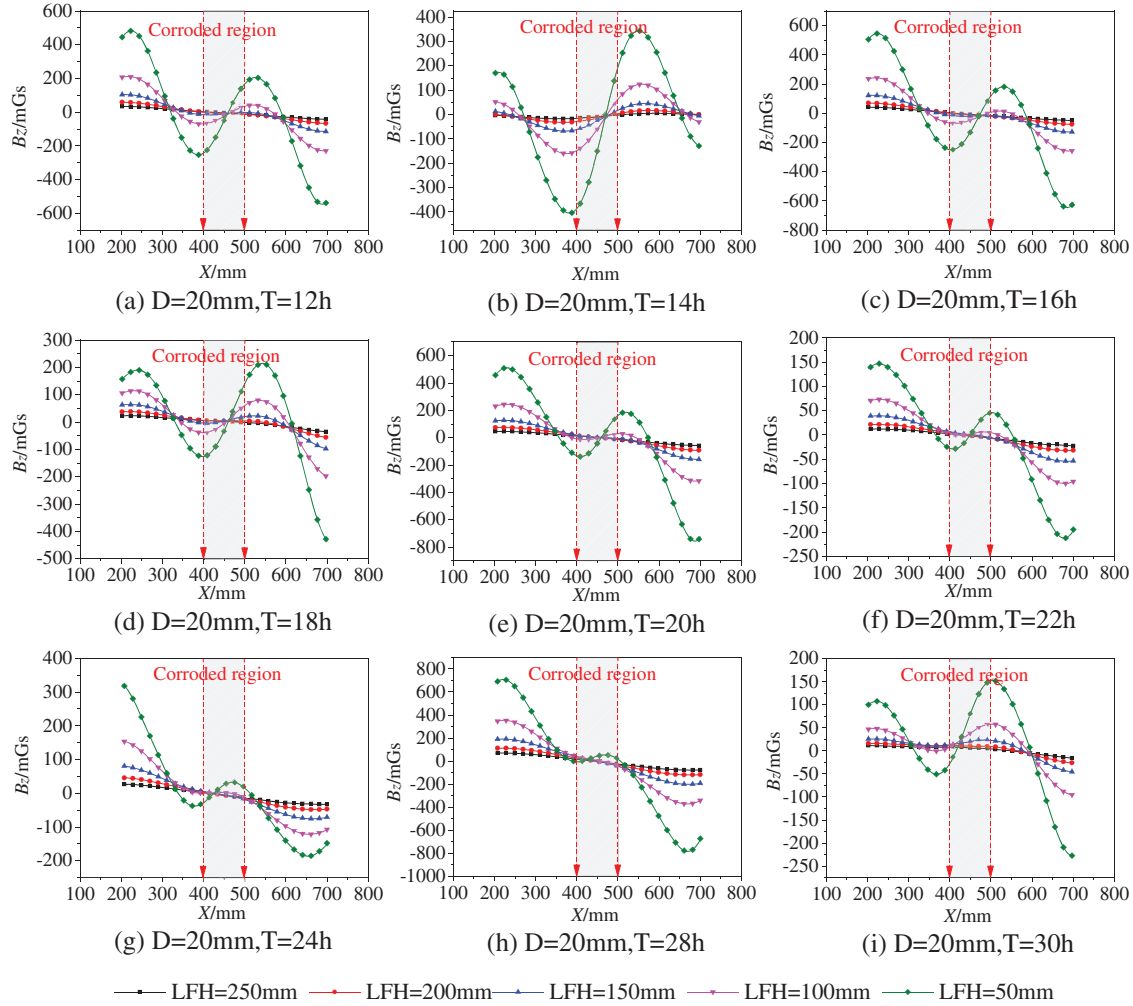 600
400
200
0
-200
-400
-600
Bz/mGs
Corroded region
100 200 300 400 500 600 700 800
X/mm
(a) D=20mm,T=12h
400
300
200
100
0
-100
-200
-300
-400
Bz/mGs
Corroded region
100 200 300 400 500 600 700 800
X/mm
(b) D=20mm,T=14h
600
400
200
0
-200
-400
-600
-800
Bz/mGs
Corroded region
100 200 300 400 500 600 700 800
X/mm
(c) D=20mm,T=16h
300
200
100
0
-100
-200
-300
-400
-500
Bz/mGs
Corroded region
100 200 300 400 500 600 700 800
X/mm
(d) D=20mm,T=18h
600
400
200
0
-200
-400
-600
-800
Bz/mGs
Corroded region
100 200 300 400 500 600 700 800
X/mm
(e) D=20mm,T=20h
200
150
100
50
0
-50
-100
-150
-200
-250
Bz/mGs
Corroded region
100 200 300 400 500 600 700 800
X/mm
(f) D=20mm,T=22h
400
300
200
100
0
-100
-200
Bz/mGs
Corroded region
100 200 300 400 500 600 700 800
X/mm
(g) D=20mm,T=24h
800
600
400
200
0
-200
-400
-600
-800
-1000
Bz/mGs
Corroded region
100 200 300 400 500 600 700 800
X/mm
(h) D=20mm,T=28h
200
150
100
50
0
-50
-100
-150
-200
-250
Bz/mGs
Corroded region
100 200 300 400 500 600 700 800
X/mm
(i) D=20mm,T=30h
LFH=250mm LFH=200mm LFH=150mm LFH=100mm LFH=50mm